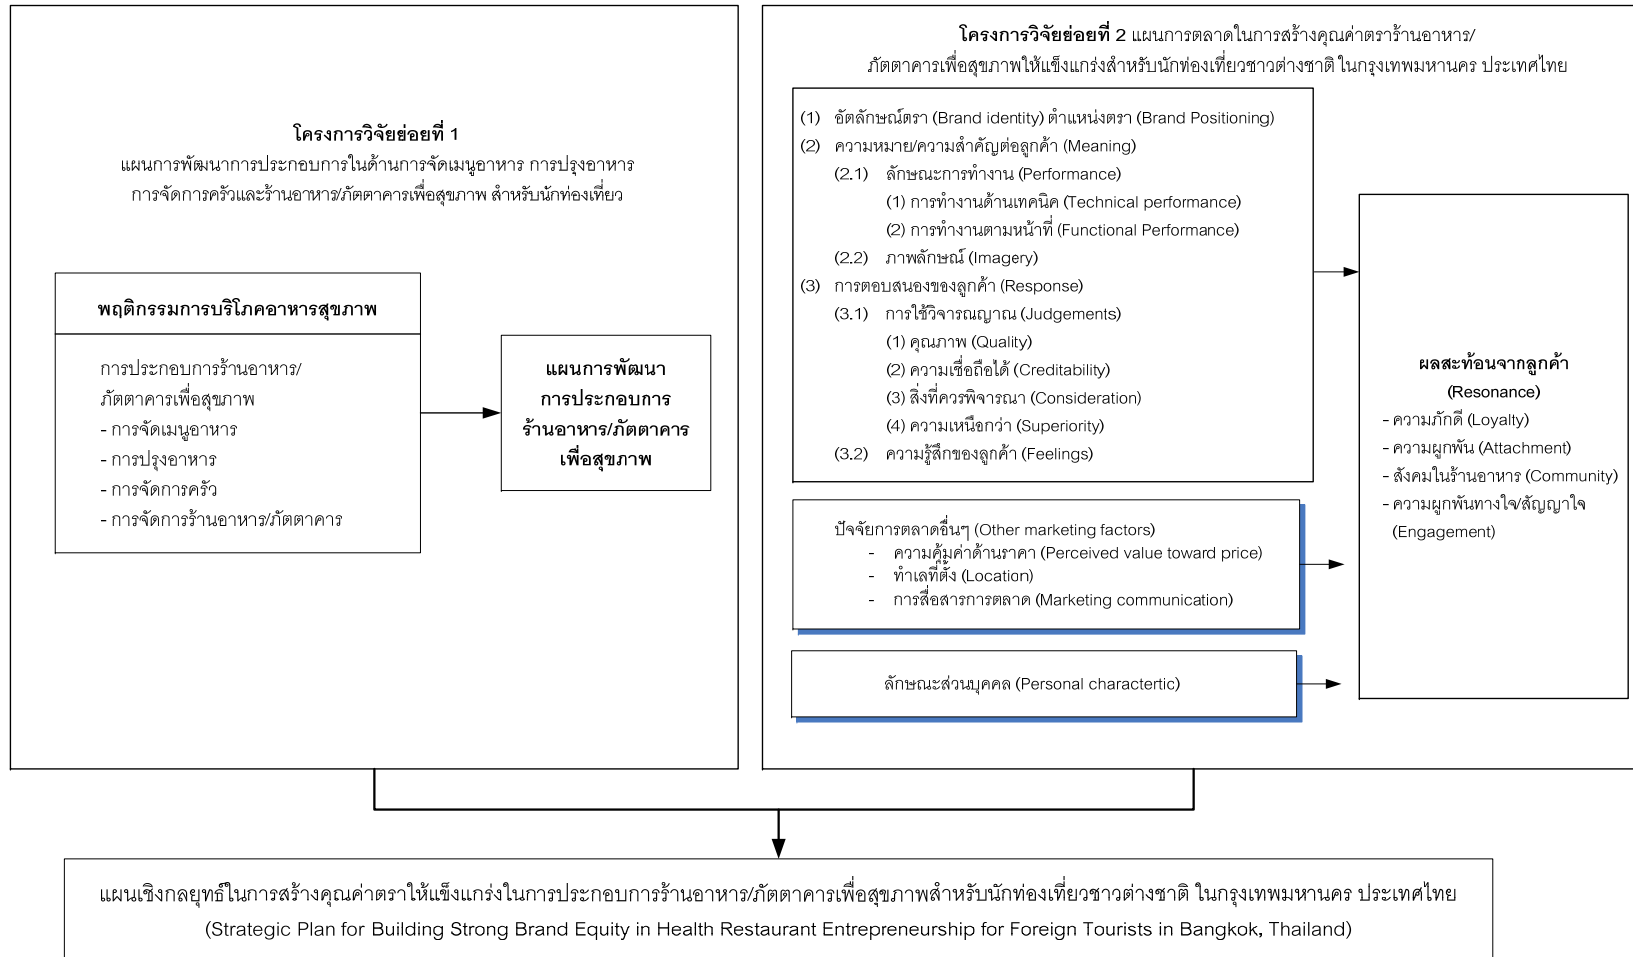 โครงการวิจัยย่อยที่ 1
แผนการพัฒนาการประกอบการในด้านการจัดเมนูอาหาร การปรุงอาหาร
การจัดการครัวและร้านอาหาร/ภัตตาคารเพื่อสุขภาพ สำหรับนักท่องเที่ยว
พฤติกรรมการบริโภคอาหารสุขภาพ
การประกอบการร้านอาหาร/
ภัตตาคารเพื่อสุขภาพ
- การจัดเมนูอาหาร
- การปรุงอาหาร
- การจัดการครัว
- การจัดการร้านอาหาร/ภัตตาคาร
แผนการพัฒนา
การประกอบการ
ร้านอาหาร/ภัตตาคาร
เพื่อสุขภาพ
โครงการวิจัยย่อยที่ 2 แผนการตลาดในการสร้างคุณค่าตราร้านอาหาร/
ภัตตาคารเพื่อสุขภาพให้แข็งแกร่งสำหรับนักท่องเที่ยวชาวต่างชาติ ในกรุงเทพมหานคร ประเทศไทย
(1) อัตลักษณ์ตรา (Brand identity) ตำแหน่งตรา (Brand Positioning)
(2) ความหมาย/ความสำคัญต่อลูกค้า (Meaning)
(2.1) ลักษณะการทำงาน (Performance)
(1) การทำงานด้านเทคนิค (Technical performance)
(2) การทำงานตามหน้าที่ (Functional Performance)
(2.2) ภาพลักษณ์ (Imagery)
(3) การตอบสนองของลูกค้า (Response)
(3.1) การใช้วิจารณญาณ (Judgements)
(1) คุณภาพ (Quality)
(2) ความเชื่อถือได้ (Creditability)
(3) สิ่งที่ควรพิจารณา (Consideration)
(4) ความเหนือกว่า (Superiority)
(3.2) ความรู้สึกของลูกค้า (Feelings)
ปัจจัยการตลาดอื่นๆ (Other marketing factors)
- ความคุ้มค่าด้านราคา (Perceived value toward price)
- ทำเลที่ตั้ง (Location)
- การสื่อสารการตลาด (Marketing communication)
ลักษณะส่วนบุคคล (Personal charactertic)
ผลสะท้อนจากลูกค้า
(Resonance)
- ความภักดี (Loyalty)
- ความผูกพัน (Attachment)
- สังคมในร้านอาหาร (Community)
- ความผูกพันทางใจ/สัญญาใจ
(Engagement)
แผนเชิงกลยุทธ์ในการสร้างคุณค่าตราให้แข็งแกร่งในการประกอบการร้านอาหาร/ภัตตาคารเพื่อสุขภาพสำหรับนักท่องเที่ยวชาวต่างชาติ ในกรุงเทพมหานคร ประเทศไทย
(Strategic Plan for Building Strong Brand Equity in Health Restaurant Entrepreneurship for Foreign Tourists in Bangkok, Thailand)